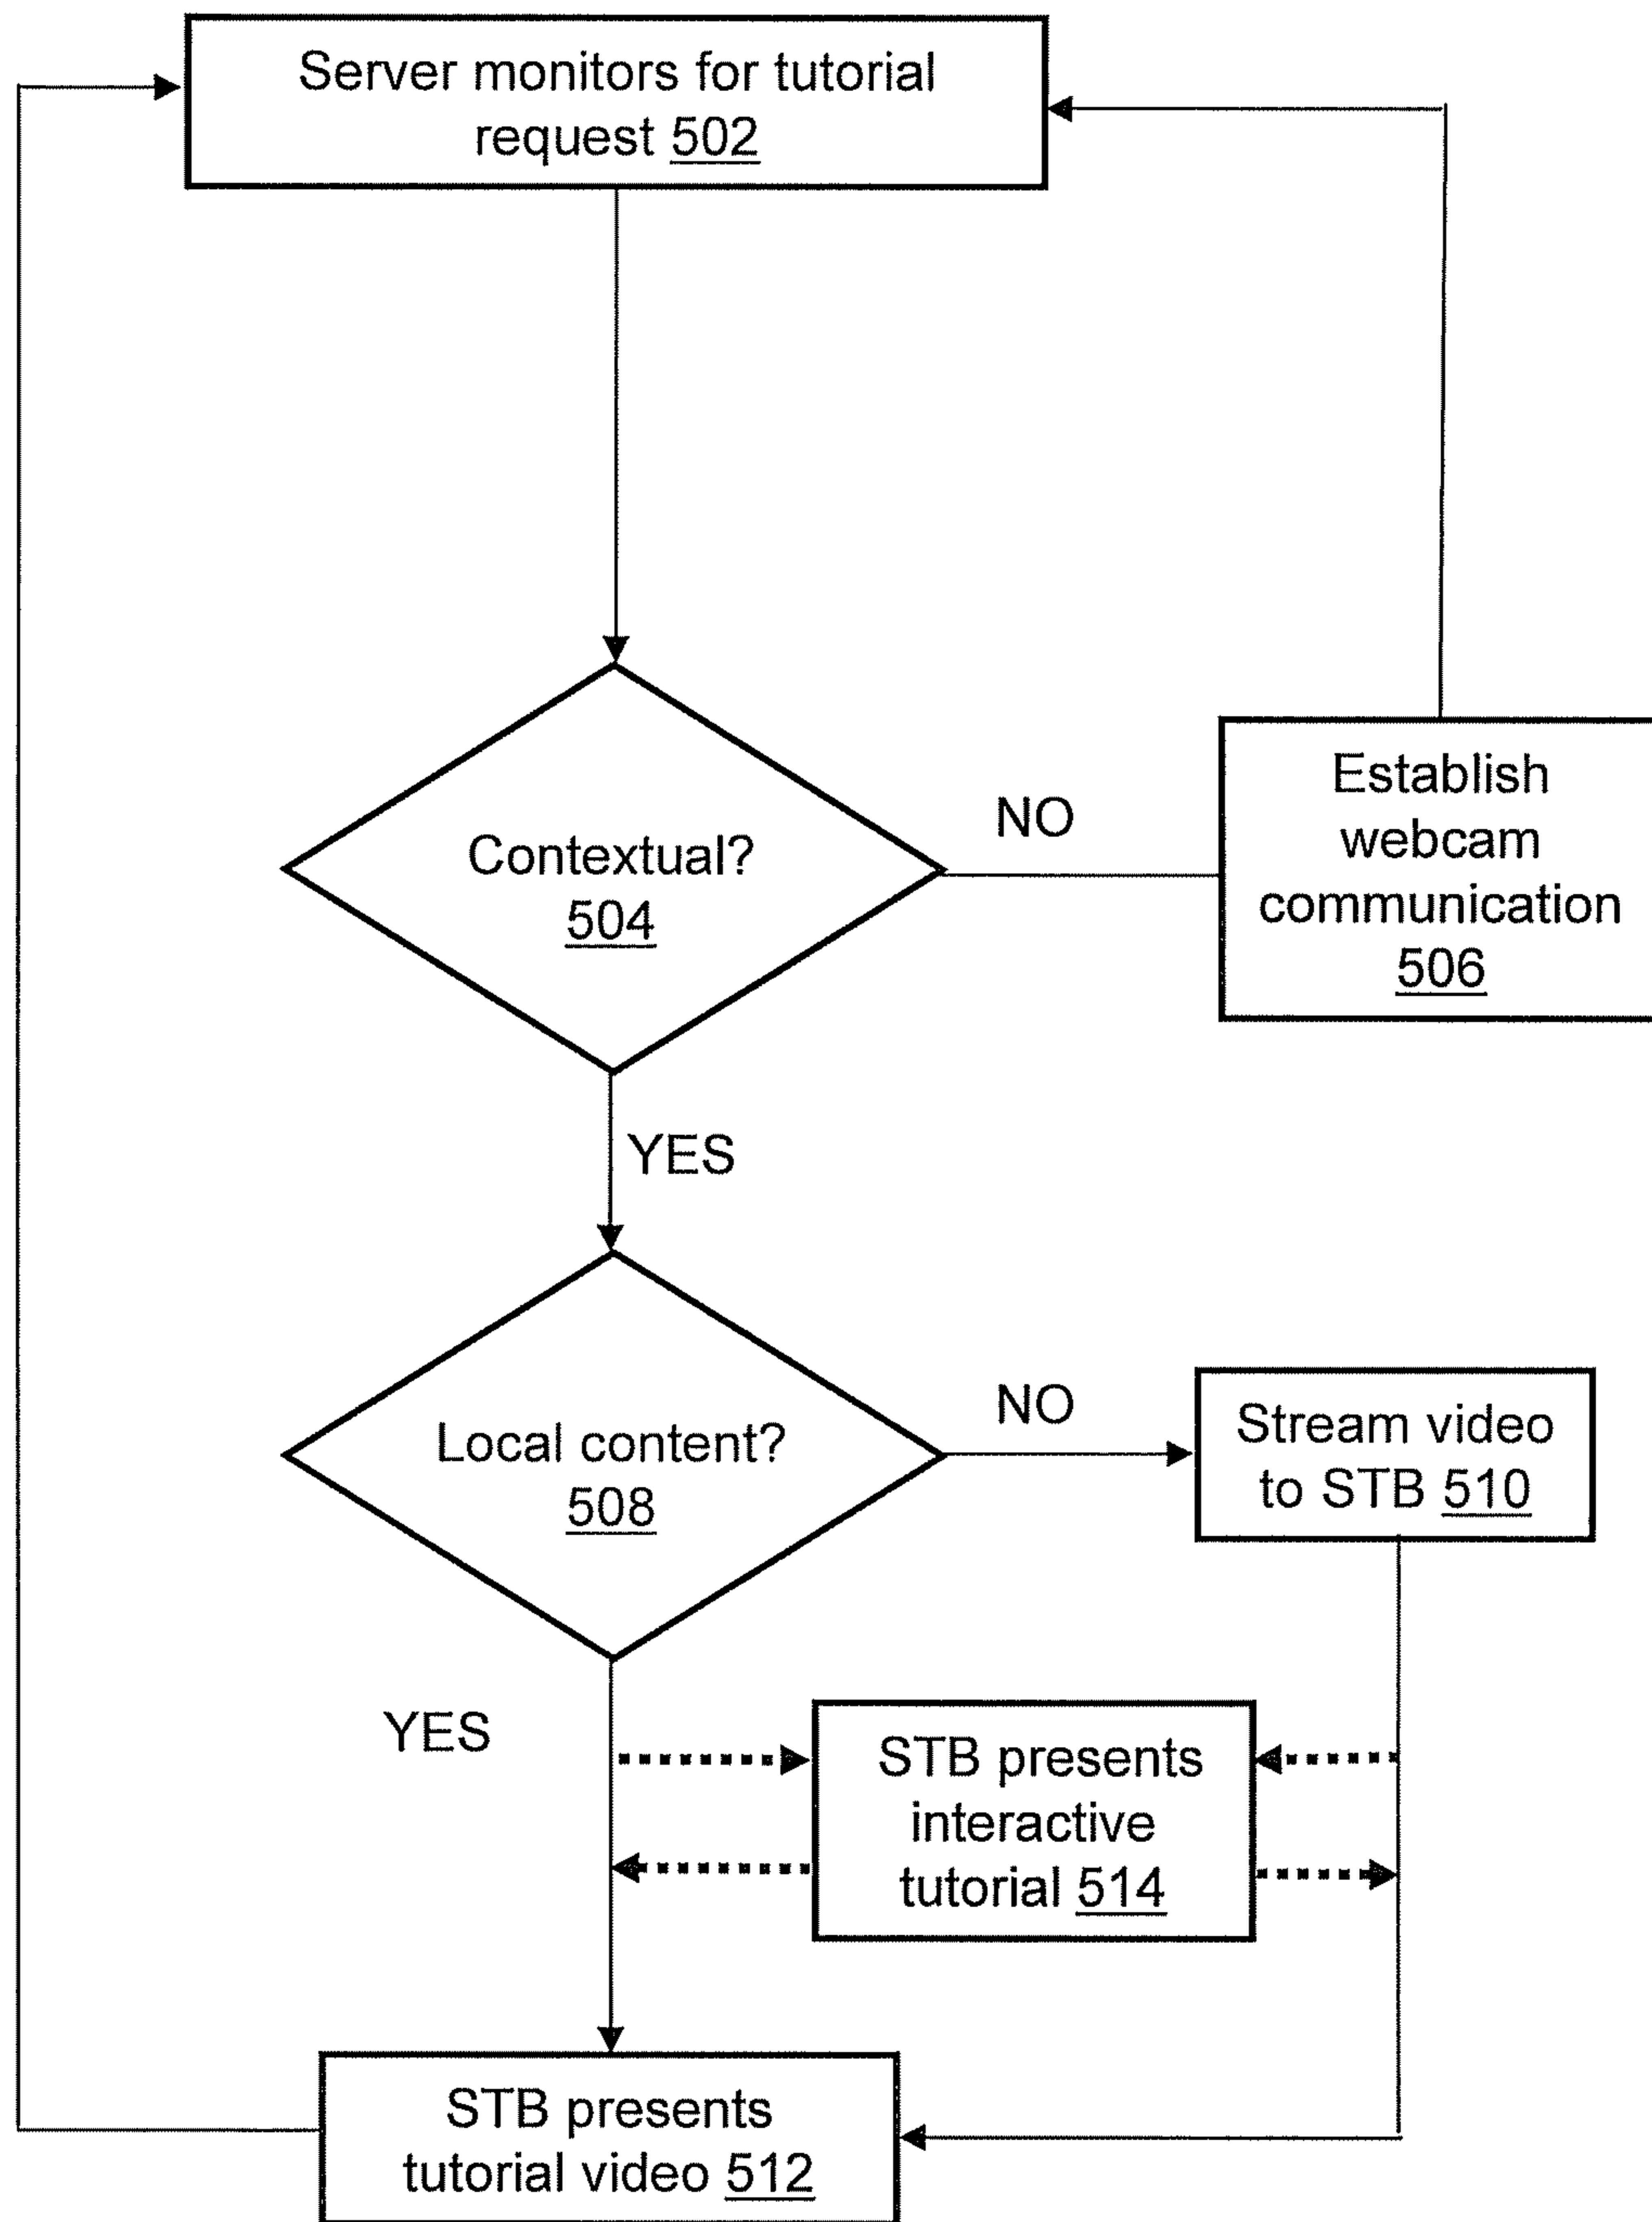 Server monitors for tutorial
request 502
Contextual?
504
NO
Establish
webcam
communication
506
YES
Local content?
508
NO
Stream video
to STB 510
YES
STB presents
interactive
tutorial 514
STB presents
tutorial video 512